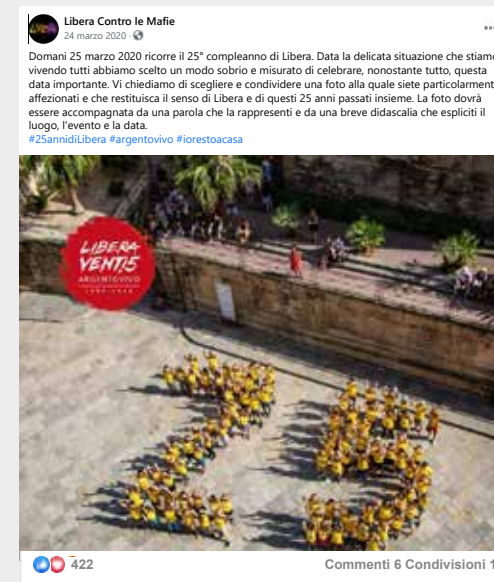 Libera Contro le Mafie
24 marzo 2020
Domani 25 marzo 2020 ricorre il 25° compleanno di Libera. Data la delicata situazione che stiam
vivendo tutti abbiamo scelto un modo sobrio e misurato di celebrare, nonostante tutto, questa
data importante. Vi chiediamo di scegliere e condividere una foto alla quale siete particolarment
affezionati e che restituisca il senso di Libera e di questi 25 anni passati insieme. La foto dovrà
essere accompagnata da una parola che la rappresenti e da una breve didascalia che espliciti il
luogo, l'evento e la data.
#25annidiLibera #argentovivo #iorestoacasa
LIBERA
VENTI5
ARGENTOVIVO
25
422 Commenti 6 Condivisioni 1